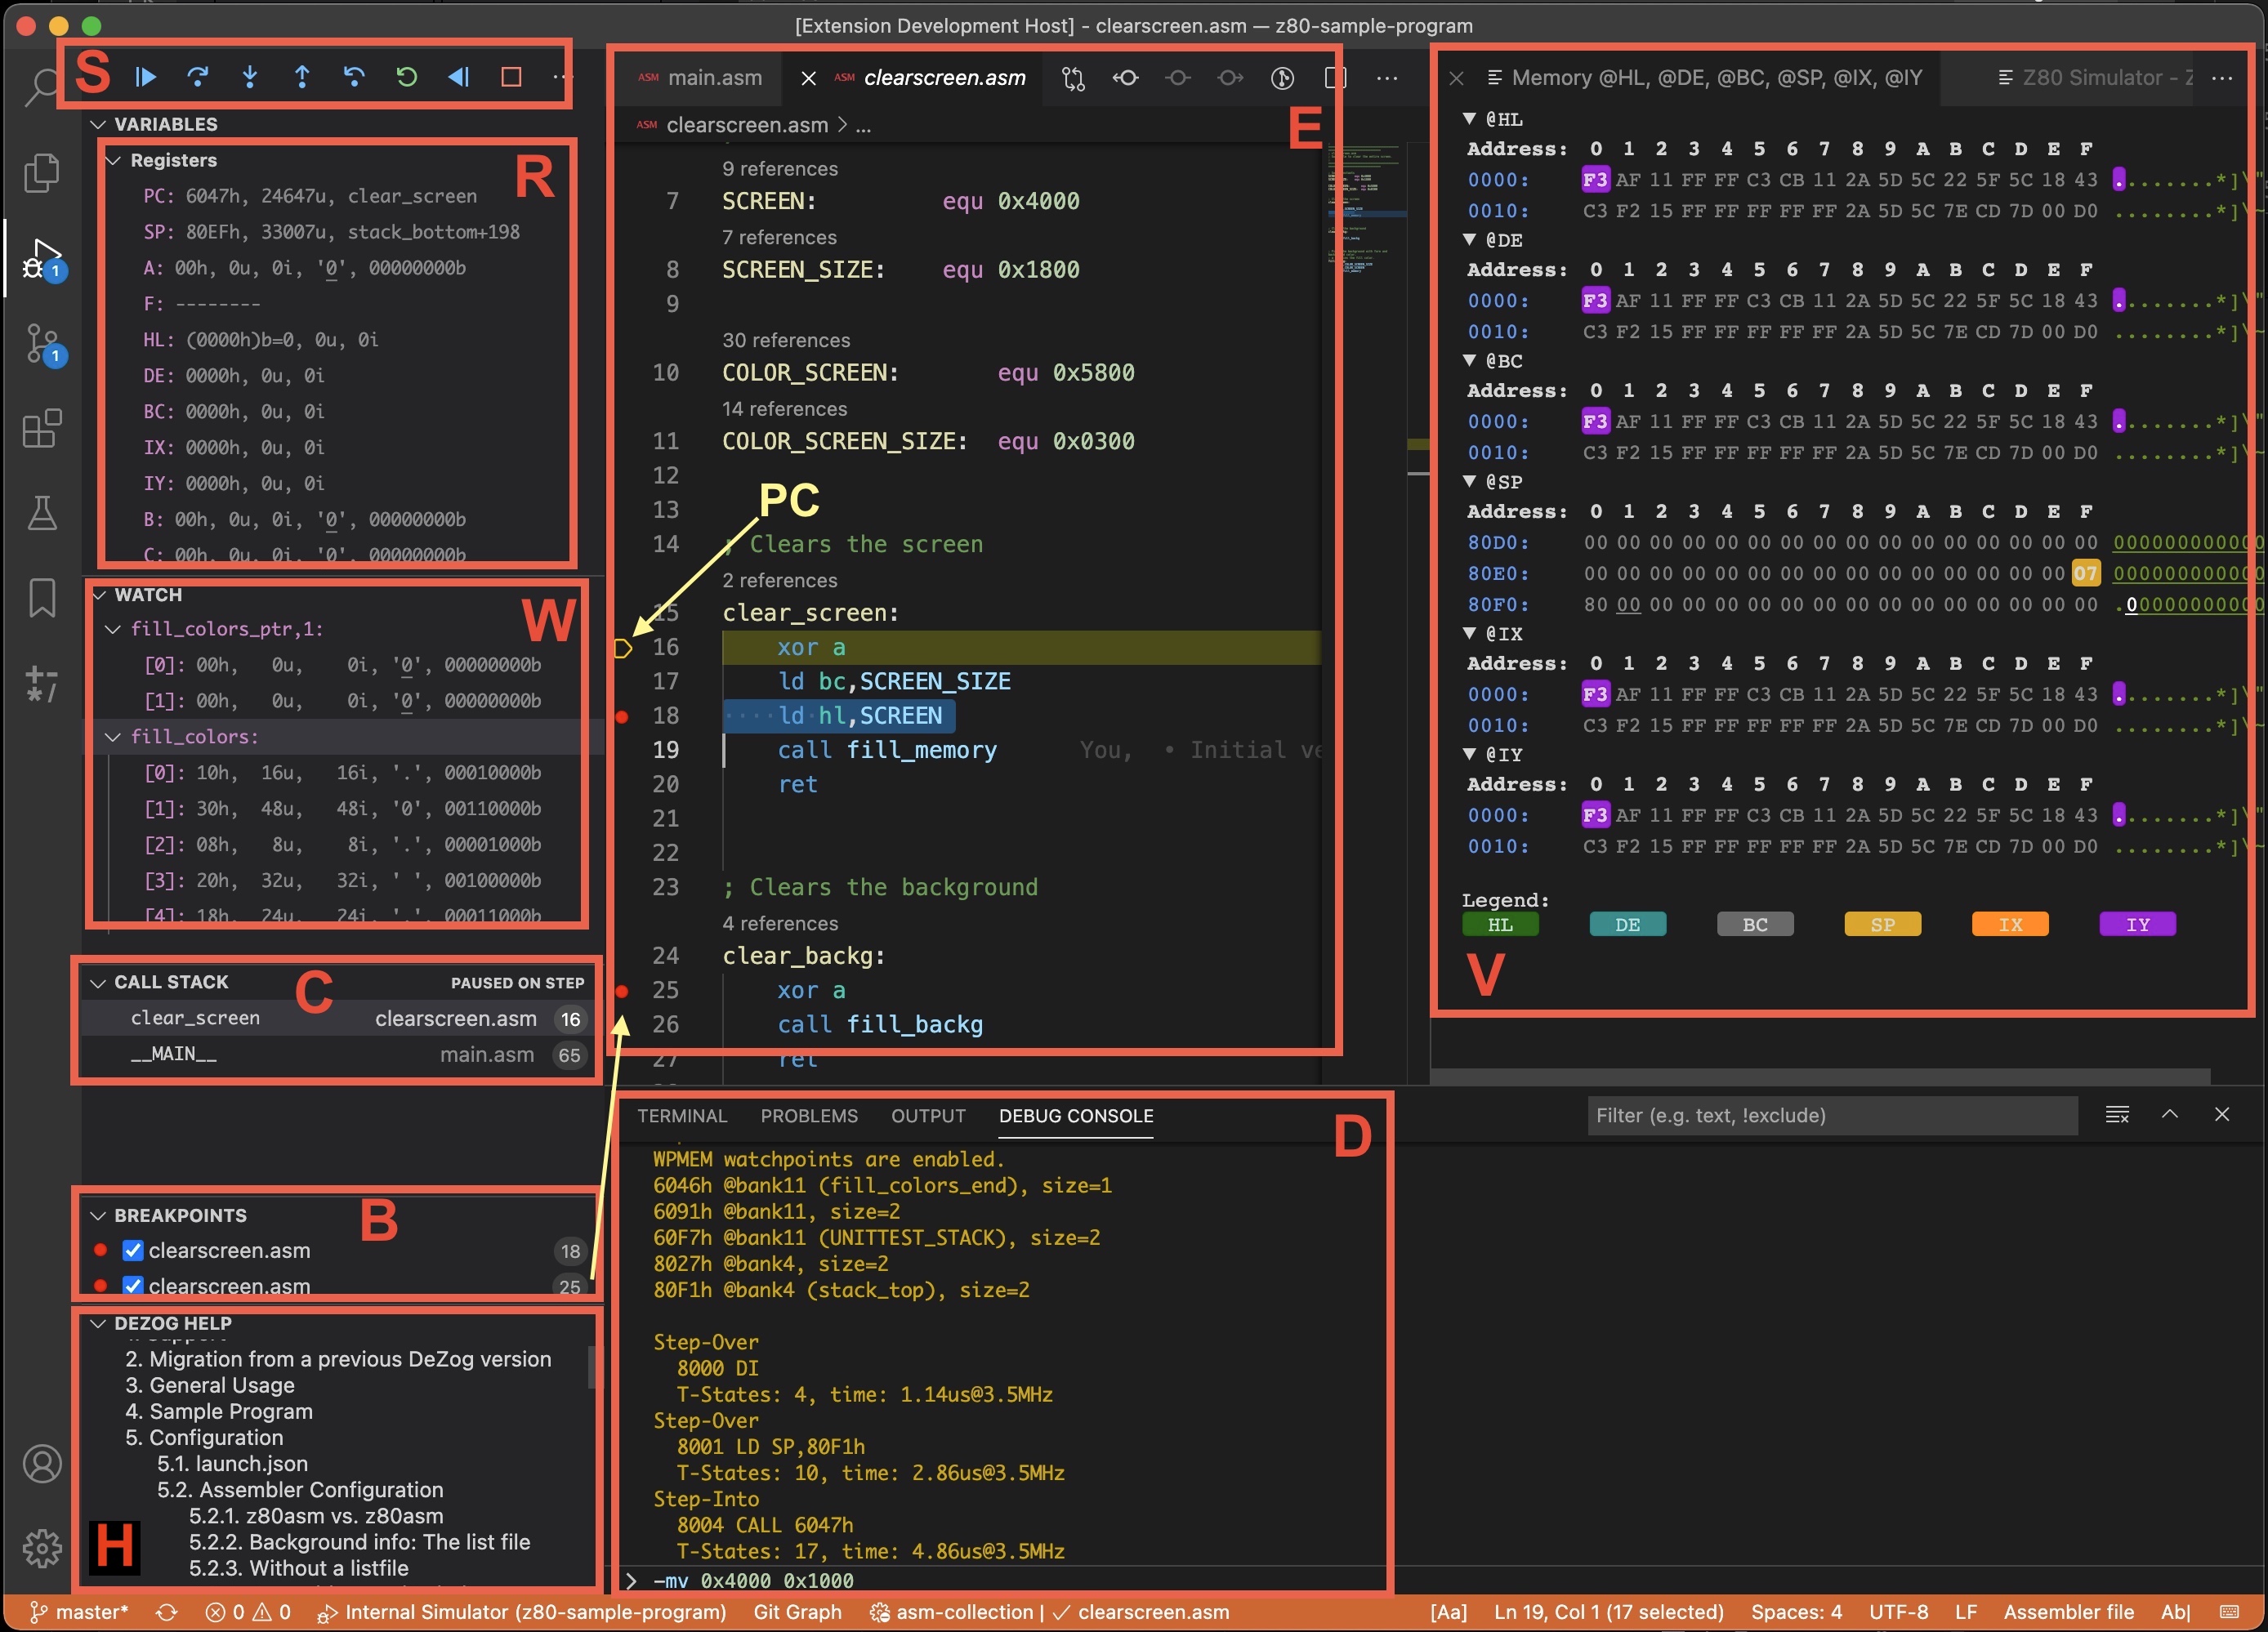 [Extension Development Host] - clearscreen.asm — z80-sample-program
S
VARIABLES
Registers
R
PC: 6047h, 24647u, clear_screen
SP: 80EFh, 33007u, stack_bottom+198
A: 00h, 0u, 0i, '0', 00000000b
F: --------
HL: (0000h)b=0, 0u, 0i
DE: 0000h, 0u, 0i
BC: 0000h, 0u, 0i
IX: 0000h, 0u, 0i
IY: 0000h, 0u, 0i
B: 00h, 0u, 0i, '0', 00000000b
C: 00h, 0u, 0i, '0', 00000000b
WATCH
W
fill_colors_ptr,1:
[0]: 00h, 0u, 0i, '0', 00000000b
[1]: 00h, 0u, 0i, '0', 00000000b
fill_colors:
[0]: 10h, 16u, 16i, '.', 00010000b
[1]: 30h, 48u, 48i, '0', 00110000b
[2]: 08h, 8u, 8i, '.', 00001000b
[3]: 20h, 32u, 32i, ' ', 00100000b
[4]: 18h, 24u, 24i, '.', 00011000b
CALL STACK PAUSED ON STEP
C
clear_screen clearscreen.asm 16
__MAIN__ main.asm 65
BREAKPOINTS
B
clearscreen.asm 18
clearscreen.asm 25
DEZOG HELP
1. Support
2. Migration from a previous DeZog version
3. General Usage
4. Sample Program
5. Configuration
5.1. launch.json
5.2. Assembler Configuration
5.2.1. z80asm vs. z80asm
5.2.2. Background info: The list file
5.2.3. Without a listfile
H
1
1
ASM main.asm
ASM clearscreen.asm
ASM clearscreen.asm > ...
E
9 references
7 SCREEN: equ 0x4000
7 references
8 SCREEN_SIZE: equ 0x1800
9
30 references
10 COLOR_SCREEN: equ 0x5800
14 references
11 COLOR_SCREEN_SIZE: equ 0x0300
12
PC
13
14 ; Clears the screen
2 references
15 clear_screen:
16 xor a
17 ld bc,SCREEN_SIZE
18 ld hl,SCREEN
19 call fill_memory You, • Initial ve
20 ret
21
22
23 ; Clears the background
4 references
24 clear_backg:
25 xor a
26 call fill_backg
27 ret
Memory @HL, @DE, @BC, @SP, @IX, @IY
Z80 Simulator - Z
@HL
Address: 0 1 2 3 4 5 6 7 8 9 A B C D E F
0000: F3 AF 11 FF FF C3 CB 11 2A 5D 5C 22 5F 5C 18 43 ........*]\"
0010: C3 F2 15 FF FF FF FF FF 2A 5D 5C 7E CD 7D 00 D0 ........*]\~
@DE
Address: 0 1 2 3 4 5 6 7 8 9 A B C D E F
0000: F3 AF 11 FF FF C3 CB 11 2A 5D 5C 22 5F 5C 18 43 ........*]\"
0010: C3 F2 15 FF FF FF FF FF 2A 5D 5C 7E CD 7D 00 D0 ........*]\~
@BC
Address: 0 1 2 3 4 5 6 7 8 9 A B C D E F
0000: F3 AF 11 FF FF C3 CB 11 2A 5D 5C 22 5F 5C 18 43 ........*]\"
0010: C3 F2 15 FF FF FF FF FF 2A 5D 5C 7E CD 7D 00 D0 ........*]\~
@SP
Address: 0 1 2 3 4 5 6 7 8 9 A B C D E F
80D0: 00 00 00 00 00 00 00 00 00 00 00 00 00 00 00 00 0000000000000
80E0: 00 00 00 00 00 00 00 00 00 00 00 00 00 00 00 07 0000000000000
80F0: 80 00 00 00 00 00 00 00 00 00 00 00 00 00 00 00 .000000000000
@IX
Address: 0 1 2 3 4 5 6 7 8 9 A B C D E F
0000: F3 AF 11 FF FF C3 CB 11 2A 5D 5C 22 5F 5C 18 43 ........*]\"
0010: C3 F2 15 FF FF FF FF FF 2A 5D 5C 7E CD 7D 00 D0 ........*]\~
@IY
Address: 0 1 2 3 4 5 6 7 8 9 A B C D E F
0000: F3 AF 11 FF FF C3 CB 11 2A 5D 5C 22 5F 5C 18 43 ........*]\"
0010: C3 F2 15 FF FF FF FF FF 2A 5D 5C 7E CD 7D 00 D0 ........*]\~
Legend:
HL DE BC SP IX IY
V
TERMINAL PROBLEMS OUTPUT DEBUG CONSOLE
D
Filter (e.g. text, !exclude)
WPMEM watchpoints are enabled.
6046h @bank11 (fill_colors_end), size=1
6091h @bank11, size=2
60F7h @bank11 (UNITTEST_STACK), size=2
8027h @bank4, size=2
80F1h @bank4 (stack_top), size=2
Step-Over
8000 DI
T-States: 4, time: 1.14us@3.5MHz
Step-Over
8001 LD SP,80F1h
T-States: 10, time: 2.86us@3.5MHz
Step-Into
8004 CALL 6047h
T-States: 17, time: 4.86us@3.5MHz
> -mv 0x4000 0x1000
master* 0 0 Internal Simulator (z80-sample-program) Git Graph asm-collection | ✓ clearscreen.asm [Aa] Ln 19, Col 1 (17 selected) Spaces: 4 UTF-8 LF Assembler file Ab|